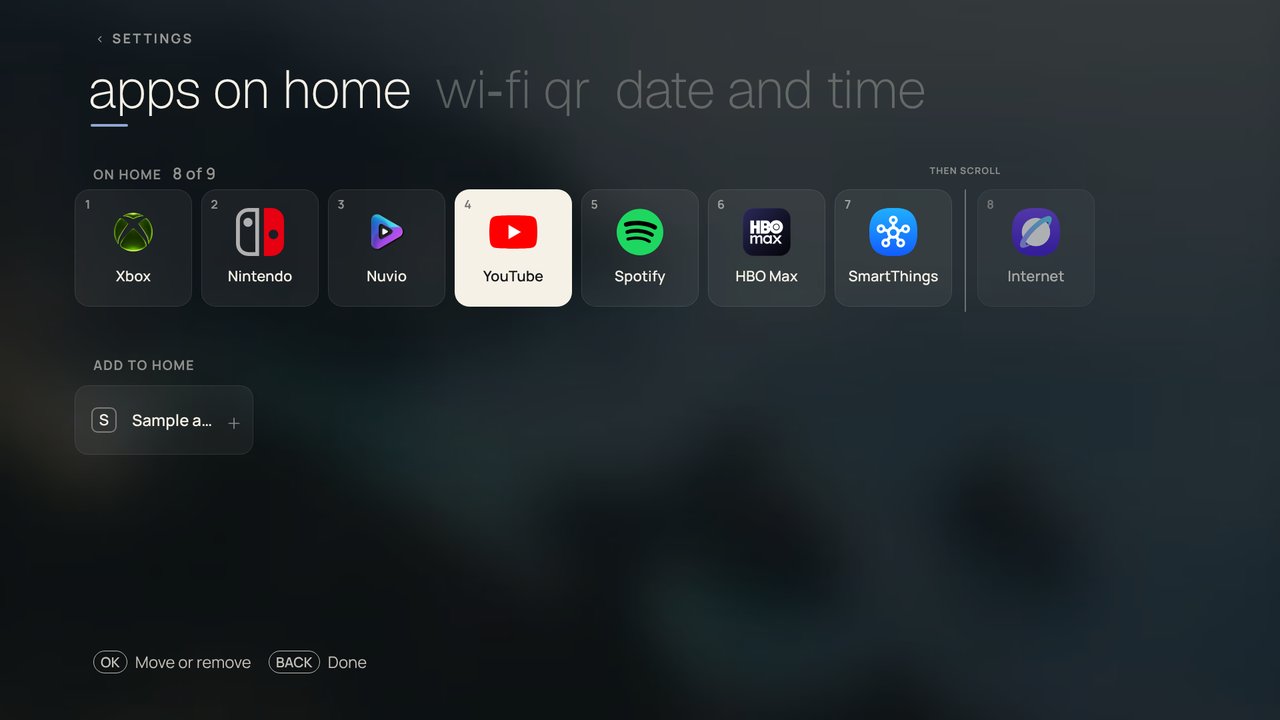 ‹ SETTINGS
apps on home wi-fi qr date and time
ON HOME 8 of 9
THEN SCROLL
1 2 3 4 5 6 7 8
HBO max
Xbox Nintendo Nuvio YouTube Spotify HBO Max SmartThings Internet
ADD TO HOME
S Sample a... +
OK Move or remove BACK Done